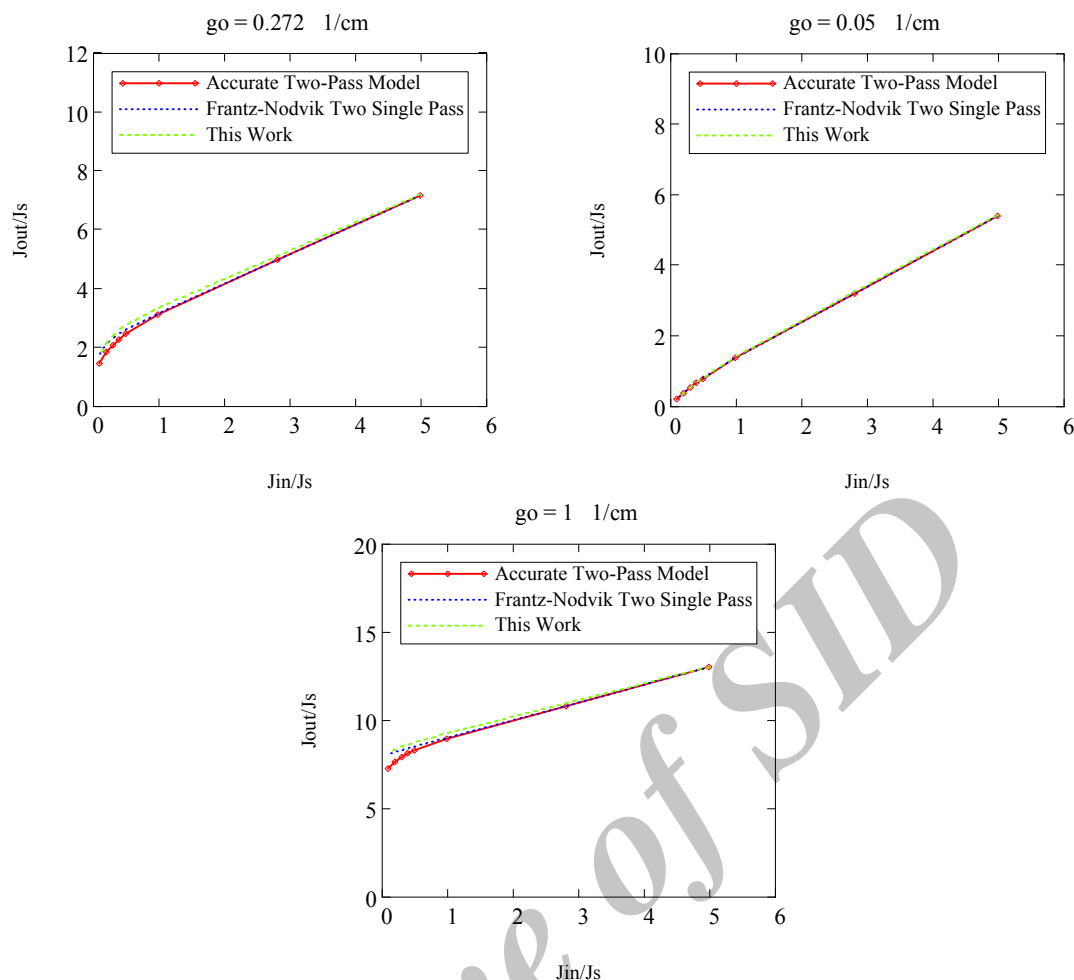 go = 0.272 1/cm
12
10
8
6
4
2
0
Jout/Js
Accurate Two-Pass Model
Frantz-Nodvik Two Single Pass
This Work
0 1 2 3 4 5 6
Jin/Js
go = 0.05 1/cm
10
8
6
4
2
0
Jout/Js
Accurate Two-Pass Model
Frantz-Nodvik Two Single Pass
This Work
0 1 2 3 4 5 6
Jin/Js
go = 1 1/cm
20
15
10
5
0
Jout/Js
Accurate Two-Pass Model
Frantz-Nodvik Two Single Pass
This Work
0 1 2 3 4 5 6
Jin/Js
of SID